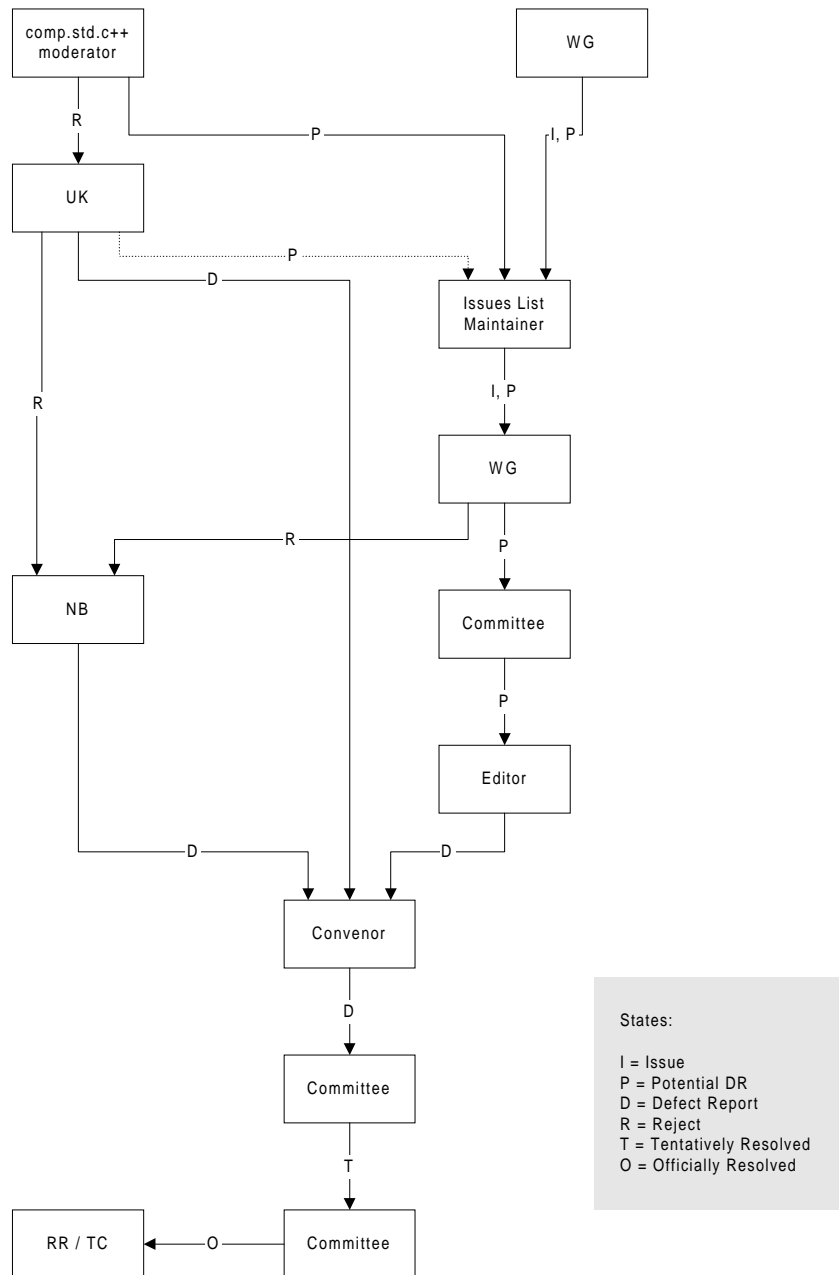 comp.std.c++
moderator
WG
R
P
I, P
UK
P
D
Issues List
Maintainer
R
I, P
WG
R
P
NB
Committee
P
Editor
D
D
Convenor
D
States:
I = Issue
P = Potential DR
D = Defect Report
R = Reject
T = Tentatively Resolved
O = Officially Resolved
Committee
T
RR / TC
O
Committee